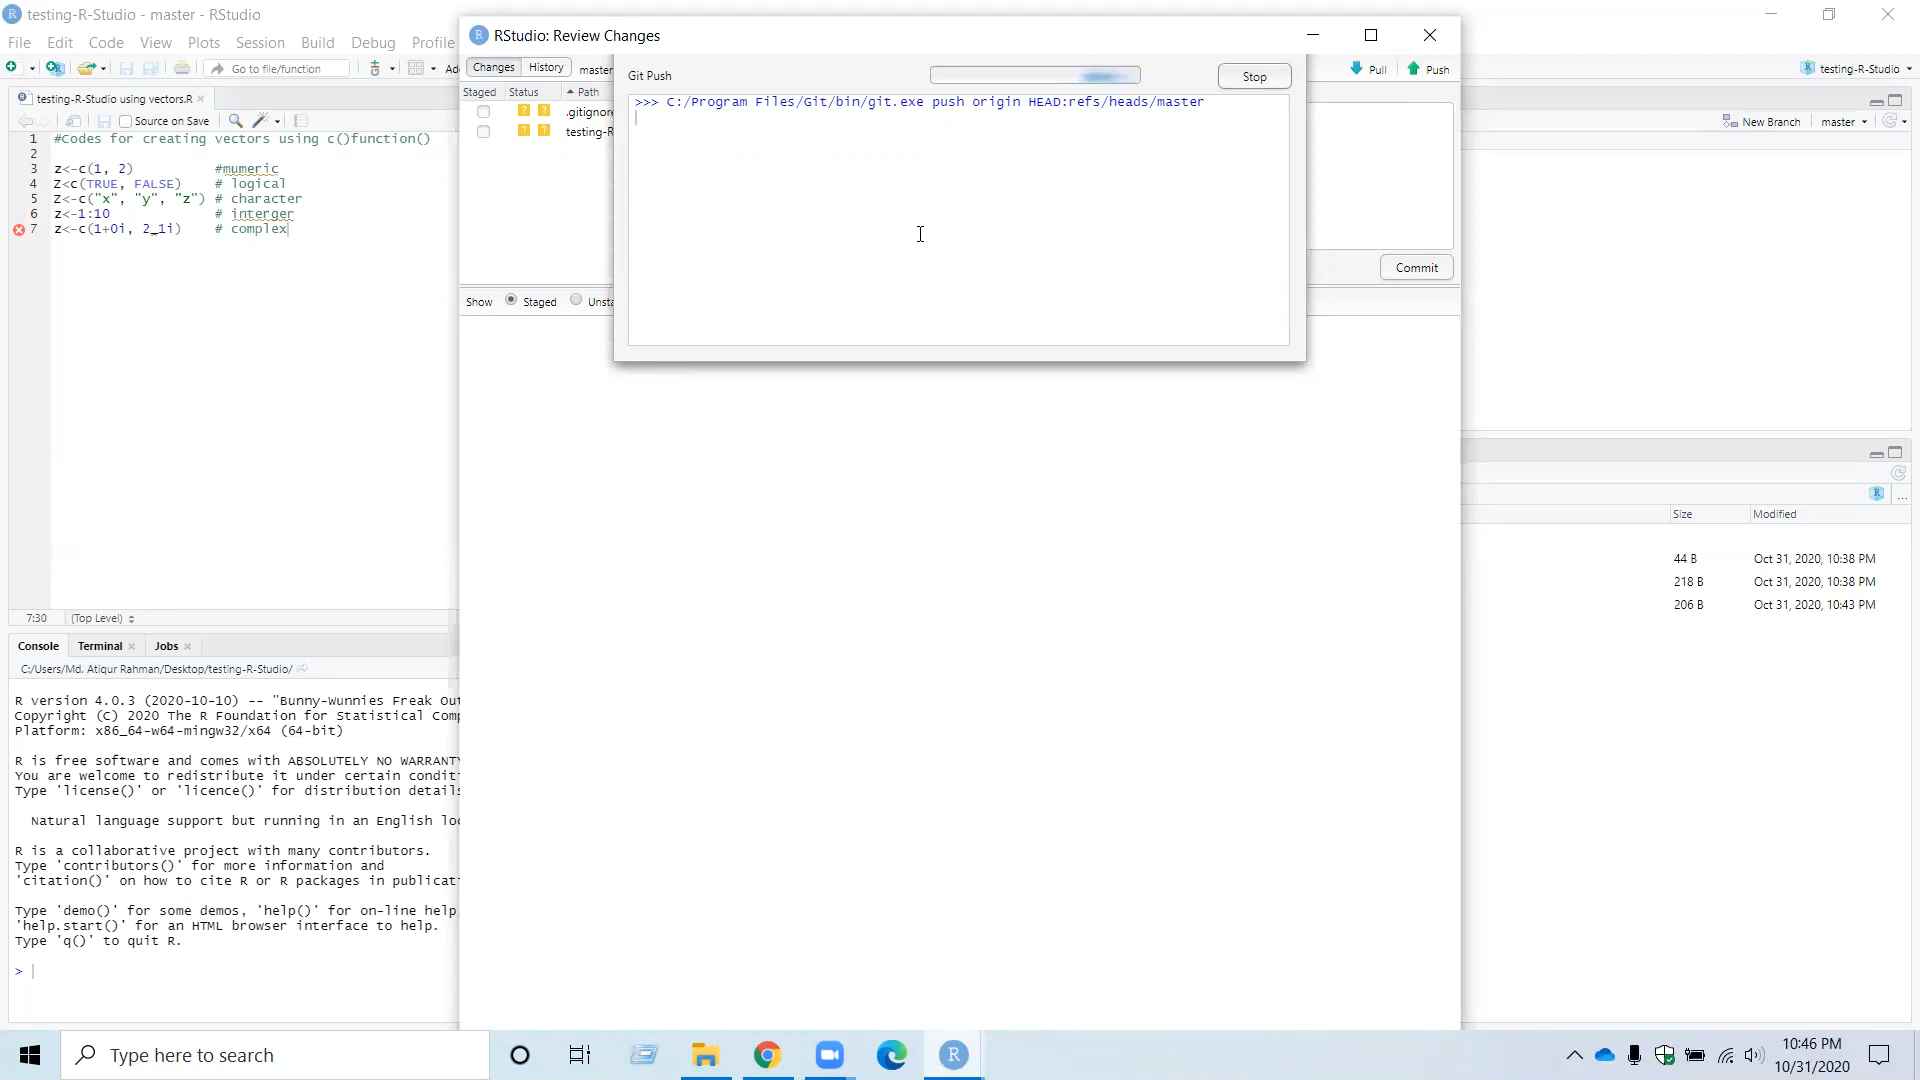 testing-R-Studio - master - RStudio
File Edit Code View Plots Session Build Debug Profile
Go to file/function
testing-R-Studio
testing-R-Studio using vectors.R
Source on Save
1 #Codes for creating vectors using c()function()
2
3 z<-c(1, 2) #mumeric
4 Z<c(TRUE, FALSE) # logical
5 Z<-c("x", "y", "z") # character
6 z<-1:10 # interger
7 z<-c(1+0i, 2_1i) # complex
7:30 (Top Level)
Console Terminal Jobs
C:/Users/Md. Atiqur Rahman/Desktop/testing-R-Studio/
R version 4.0.3 (2020-10-10) -- "Bunny-Wunnies Freak Out
Copyright (C) 2020 The R Foundation for Statistical Comp
Platform: x86_64-w64-mingw32/x64 (64-bit)
R is free software and comes with ABSOLUTELY NO WARRANTY
You are welcome to redistribute it under certain condit
Type 'license()' or 'licence()' for distribution details
Natural language support but running in an English lo
R is a collaborative project with many contributors.
Type 'contributors()' for more information and
'citation()' on how to cite R or R packages in publicat
Type 'demo()' for some demos, 'help()' for on-line help
'help.start()' for an HTML browser interface to help.
Type 'q()' to quit R.
>
RStudio: Review Changes
Changes History master
Pull Push
Staged Status Path
? ? .gitignore
? ? testing-R
Git Push
Stop
>>> C:/Program Files/Git/bin/git.exe push origin HEAD:refs/heads/master
Commit
Show Staged Unsta
New Branch master
Size Modified
44 B Oct 31, 2020, 10:38 PM
218 B Oct 31, 2020, 10:38 PM
206 B Oct 31, 2020, 10:43 PM
Type here to search
10:46 PM
10/31/2020